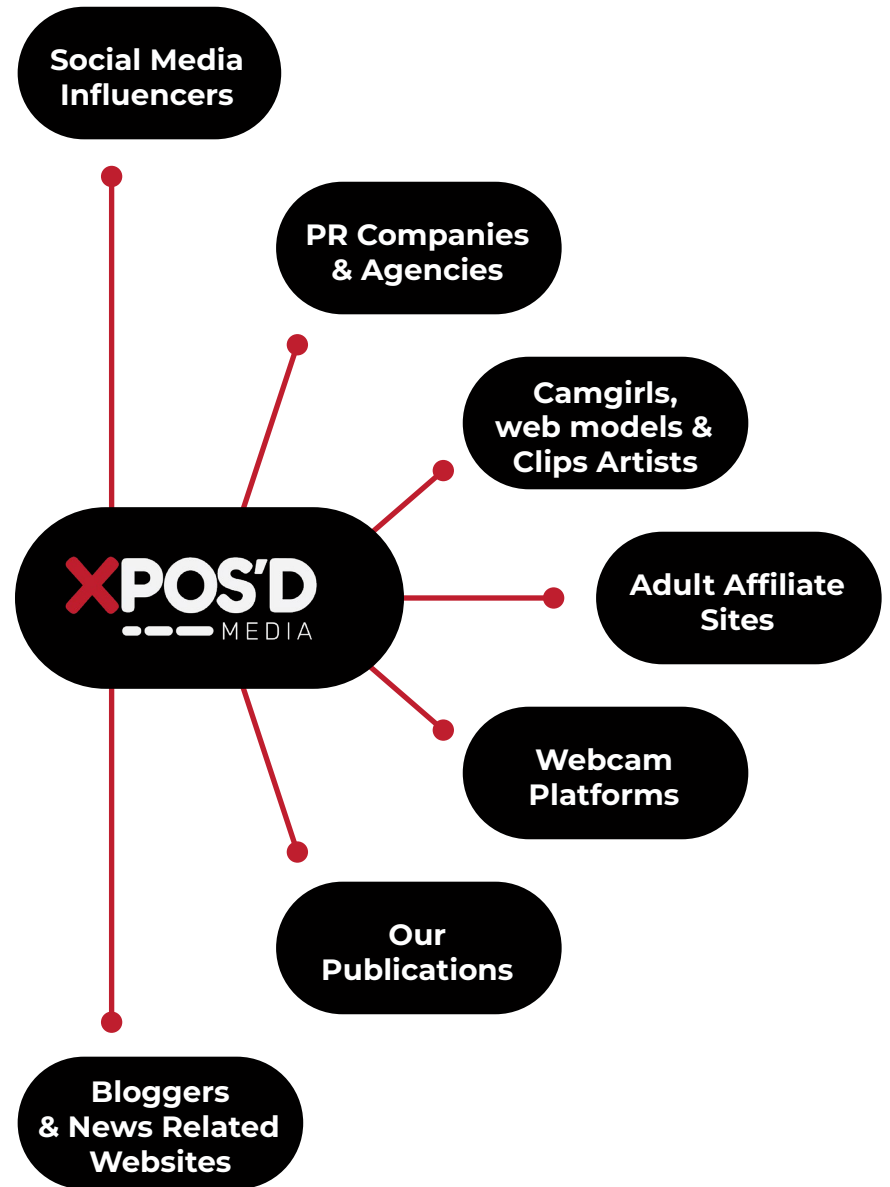 Social Media
Influencers
PR Companies
& Agencies
Camgirls,
web models &
Clips Artists
XPOS'D
MEDIA
Adult Affiliate
Sites
Webcam
Platforms
Our
Publications
Bloggers
& News Related
Websites